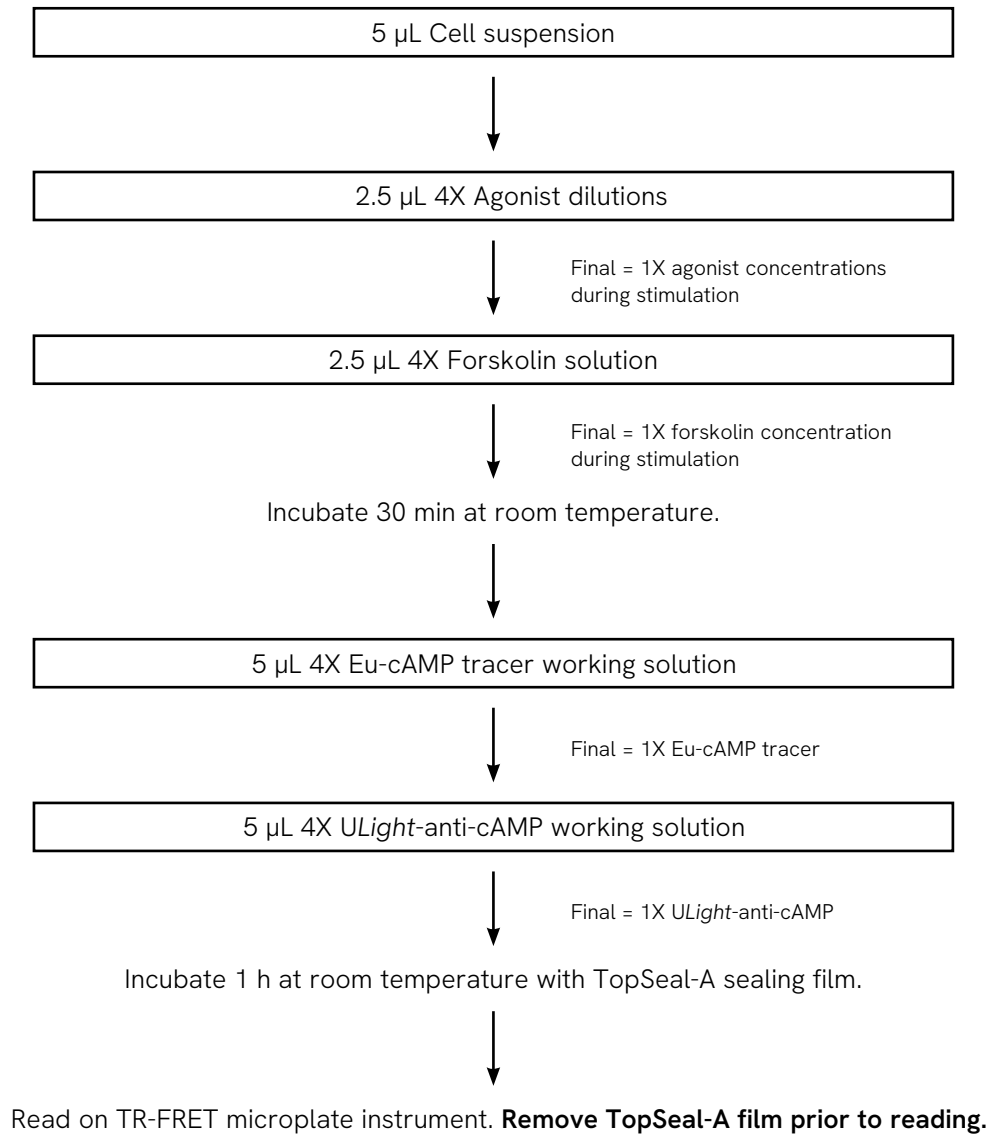 5 µL Cell suspension
2.5 µL 4X Agonist dilutions
Final = 1X agonist concentrations
during stimulation
2.5 µL 4X Forskolin solution
Final = 1X forskolin concentration
during stimulation
Incubate 30 min at room temperature.
5 µL 4X Eu-cAMP tracer working solution
Final = 1X Eu-cAMP tracer
5 µL 4X ULight-anti-cAMP working solution
Final = 1X ULight-anti-cAMP
Incubate 1 h at room temperature with TopSeal-A sealing film.
Read on TR-FRET microplate instrument. Remove TopSeal-A film prior to reading.